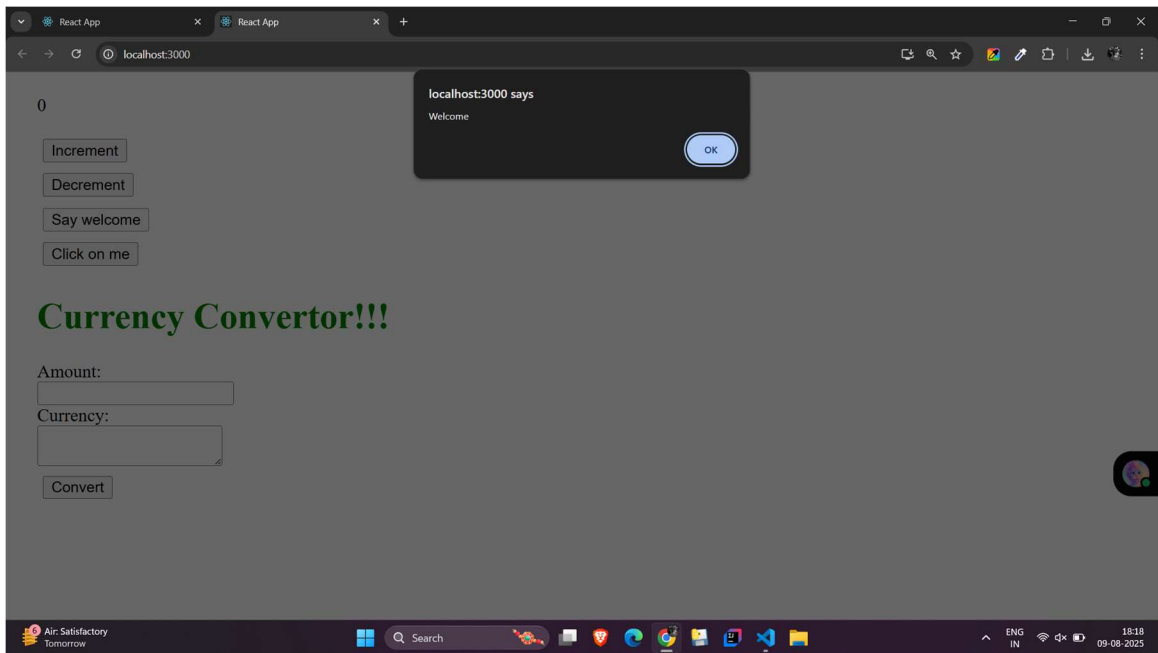 React App
React App
localhost:3000
localhost:3000 says
Welcome
OK
0
Increment
Decrement
Say welcome
Click on me
Currency Convertor!!!
Amount:
Currency:
Convert
6
Air: Satisfactory
Tomorrow
Search
ENG
IN
18:18
09-08-2025